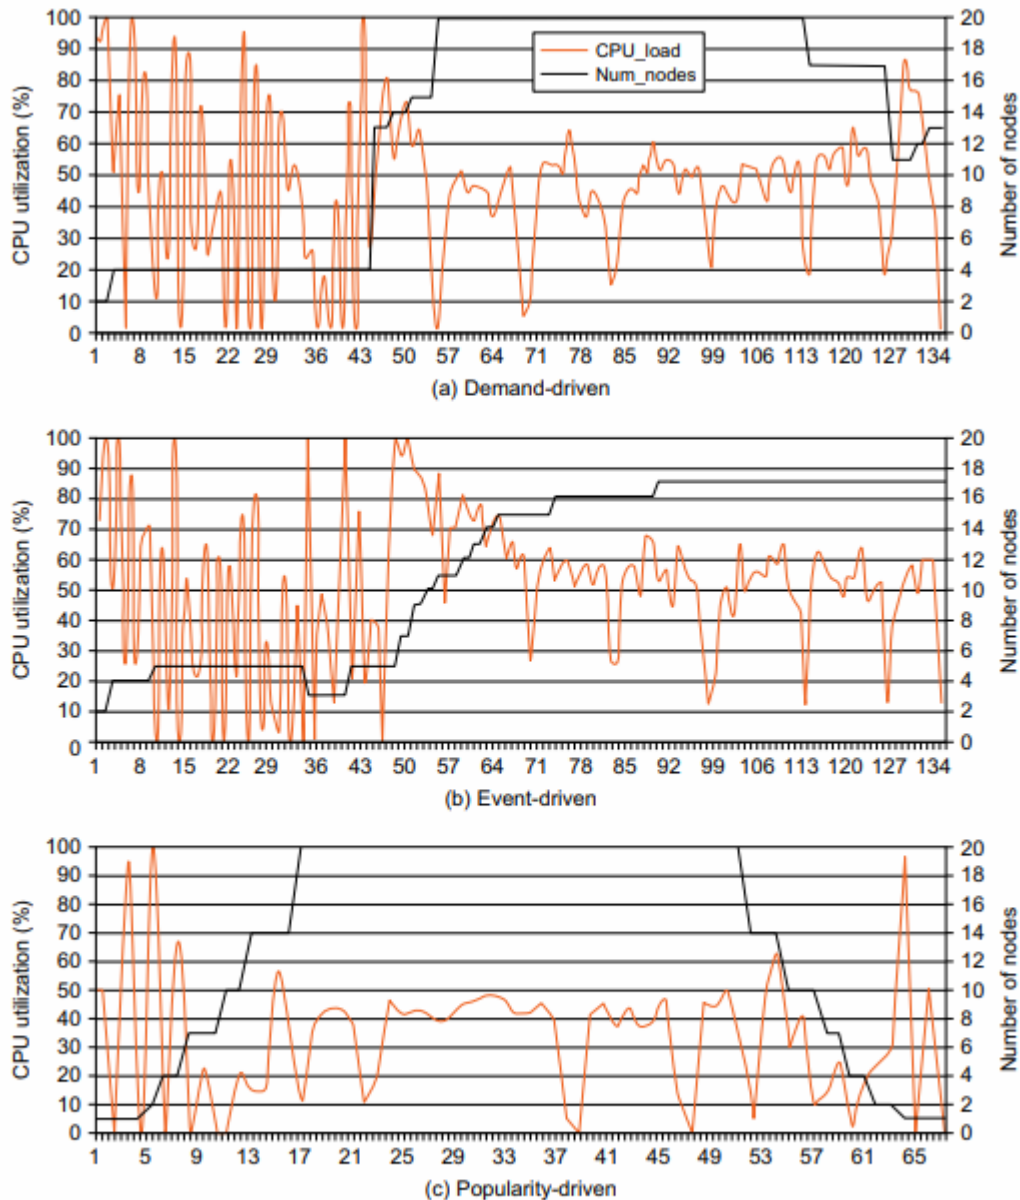 CPU utilization (%)
100 90 80 70 60 50 40 30 20 10 0
CPU_load
Num_nodes
20 18 16 14 12 10 8 6 4 2 0
Number of nodes
1 8 15 22 29 36 43 50 57 64 71 78 85 92 99 106 113 120 127 134
(a) Demand-driven
CPU utilization (%)
100 90 80 70 60 50 40 30 20 10 0
20 18 16 14 12 10 8 6 4 2 0
Number of nodes
1 8 15 22 29 36 43 50 57 64 71 78 85 92 99 106 113 120 127 134
(b) Event-driven
CPU utilization (%)
100 90 80 70 60 50 40 30 20 10 0
20 18 16 14 12 10 8 6 4 2 0
Number of nodes
1 5 9 13 17 21 25 29 33 37 41 45 49 53 57 61 65
(c) Popularity-driven